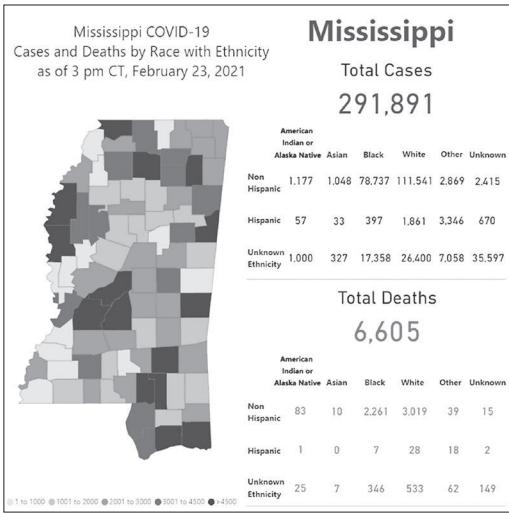 Mississippi COVID-19
Cases and Deaths by Race with Ethnicity
as of 3 pm CT, February 23, 2021
Mississippi
Total Cases
291,891
American
Indian or
Alaska Native Asian Black White Other Unknown
Non
Hispanic 1,177 1,048 78,737 111,541 2,869 2,415
Hispanic 57 33 397 1,861 3,346 670
Unknown
Ethnicity 1,000 327 17,358 26,400 7,058 35,597
Total Deaths
6,605
American
Indian or
Alaska Native Asian Black White Other Unknown
Non
Hispanic 83 10 2,261 3,019 39 15
Hispanic 1 0 7 28 18 2
Unknown
Ethnicity 25 7 346 533 62 149
1 to 1000 1001 to 2000 2001 to 3000 3001 to 4500 >4500